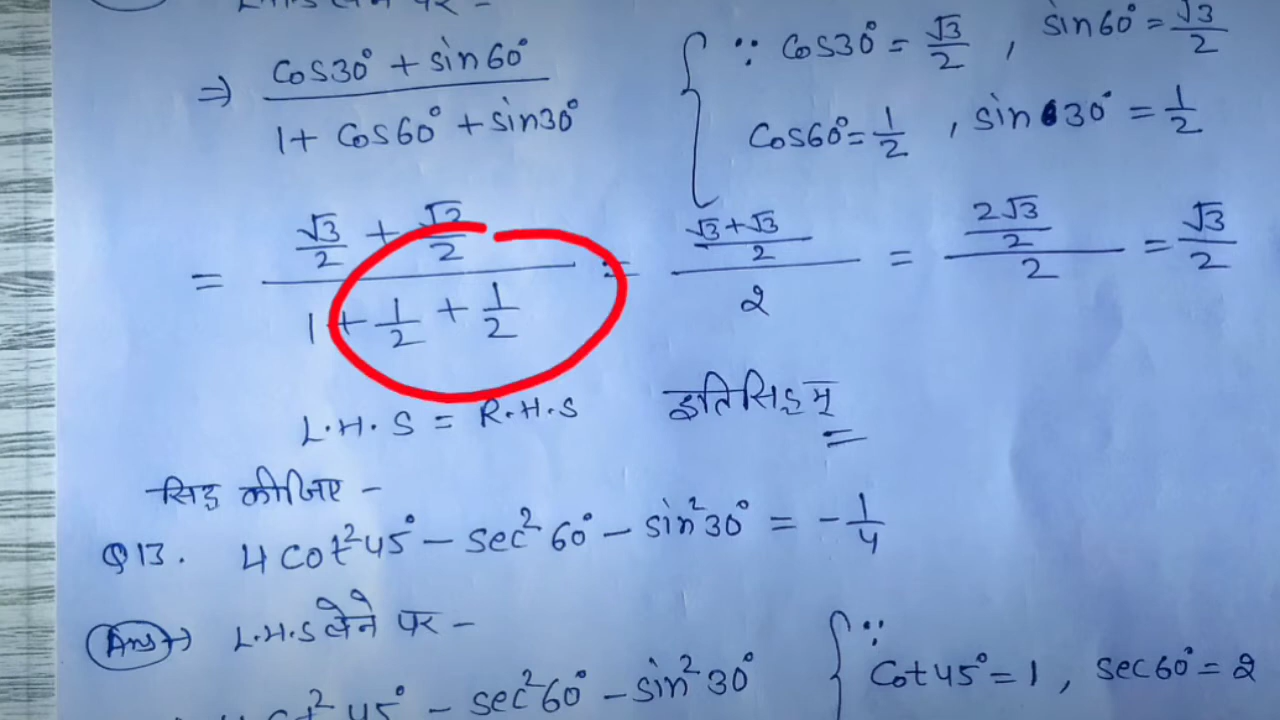 L.H.S लेने पर -
⇒ (cos30° + sin60°)/(1 + cos60° + sin30°) { ∵ cos30° = √3/2 , sin60° = √3/2
cos60° = 1/2 , sin30° = 1/2
= (√3/2 + √3/2)/(1 + 1/2 + 1/2) = ((√3+√3)/2)/2 = (2√3/2)/2 = √3/2
L.H.S = R.H.S इतिसिद्धम्
सिद्ध कीजिए -
Q13. 4cot²45° - sec²60° - sin²30° = -1/4
Ans→ L.H.S लेने पर -
{ ∵ cot45° = 1 , sec60° = 2
4cot²45° - sec²60° - sin²30°